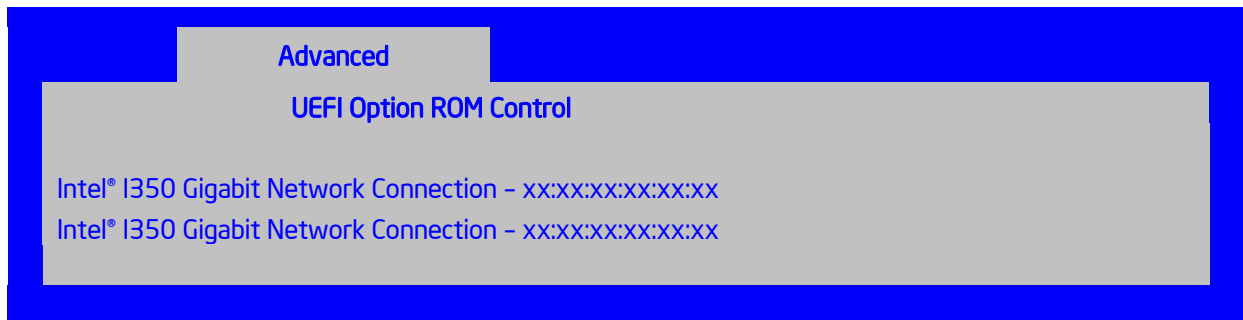 Advanced
UEFI Option ROM Control
Intel® I350 Gigabit Network Connection – xx:xx:xx:xx:xx:xx
Intel® I350 Gigabit Network Connection – xx:xx:xx:xx:xx:xx